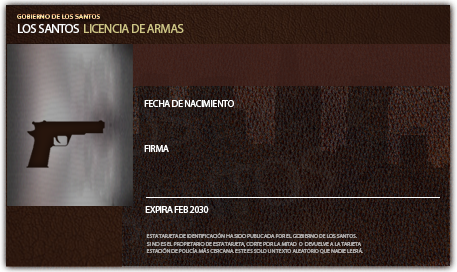 GOBIERNO DE LOS SANTOS
LOS SANTOS LICENCIA DE ARMAS
FECHA DE NACIMIENTO
FIRMA
EXPIRA FEB 2030
ESTA TARJETA DE IDENTIFICACIÓN HA SIDO PUBLICADA POR EL GOBIERNO DE LOS SANTOS.
SI NO ES EL PROPIETARIO DE ESTA TARJETA, CORTE POR LA MITAD O DEVUELVE A LA TARJETA
ESTACIÓN DE POLICÍA MÁS CERCANA. ESTE ES SOLO UN TEXTO ALEATORIO QUE NADIE LEERÁ.